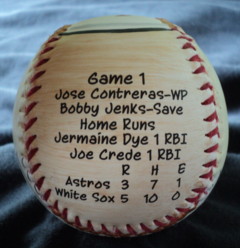 Game 1
Jose Contreras-WP
Bobby Jenks-Save
Home Runs
Jermaine Dye 1 RBI
Joe Crede 1 RBI
R H E
Astros 3 7 1
White Sox 5 10 0